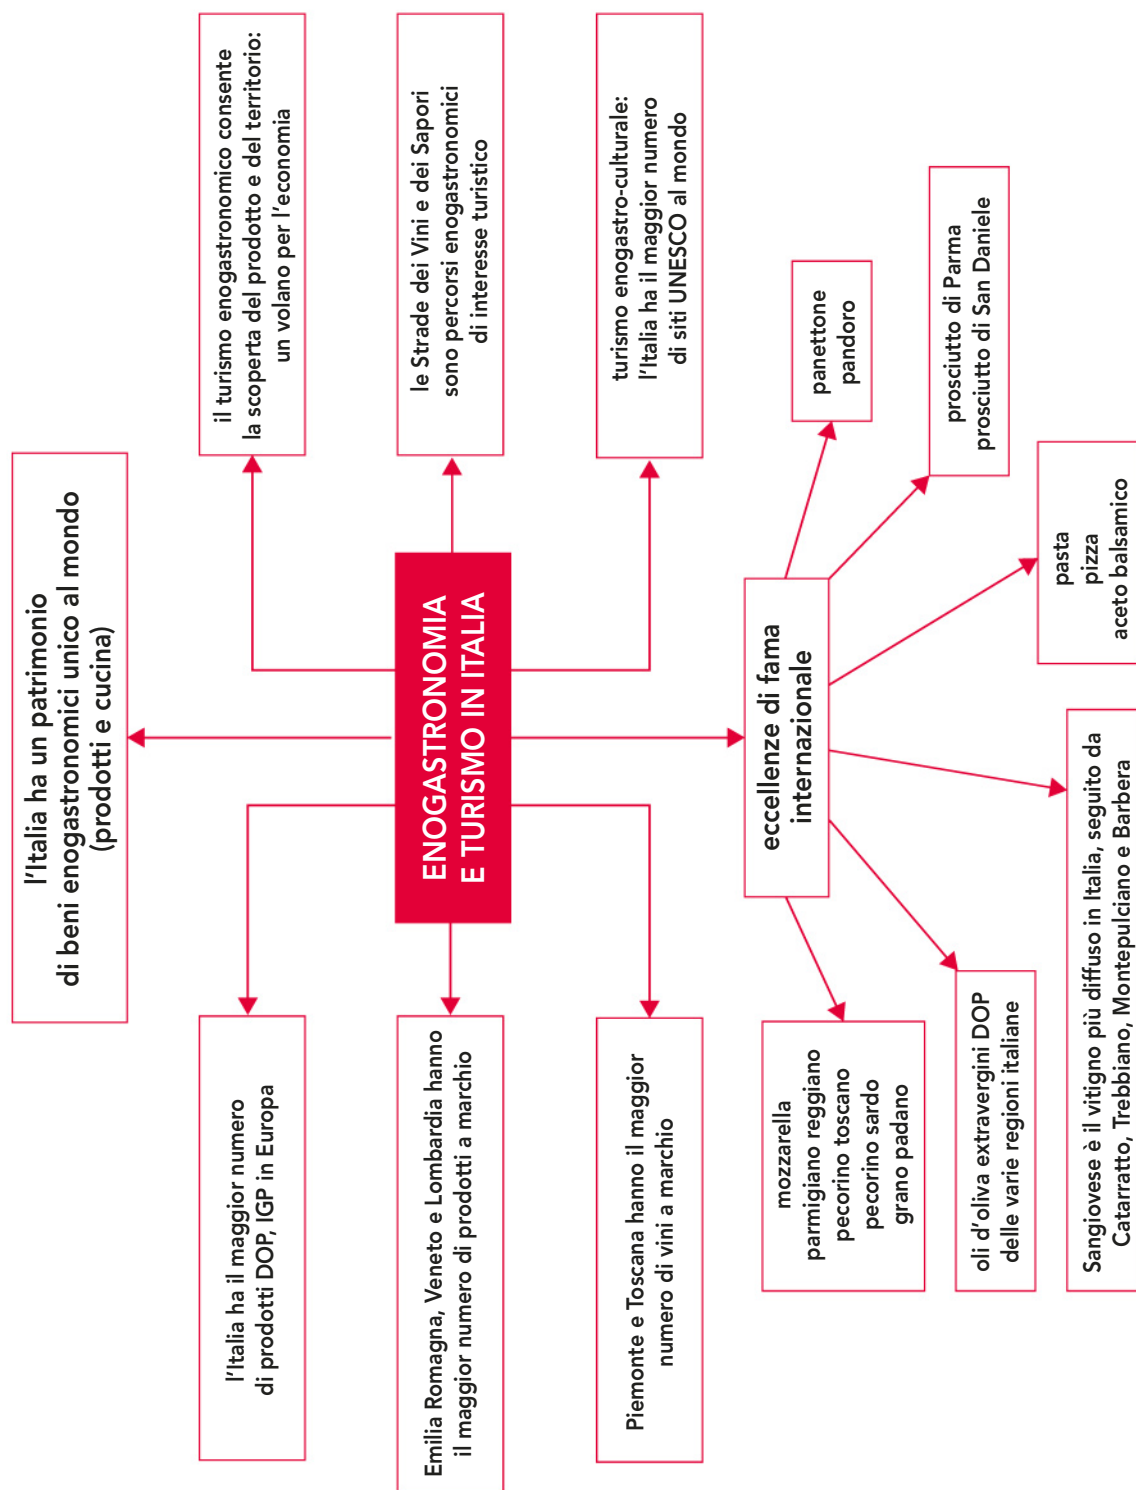 l'Italia ha un patrimonio
di beni enogastronomici unico al mondo
(prodotti e cucina)
l'Italia ha il maggior numero
di prodotti DOP, IGP in Europa
il turismo enogastronomico consente
la scoperta del prodotto e del territorio:
un volano per l'economia
Emilia Romagna, Veneto e Lombardia hanno
il maggior numero di prodotti a marchio
ENOGASTRONOMIA
E TURISMO IN ITALIA
le Strade dei Vini e dei Sapori
sono percorsi enogastronomici
di interesse turistico
Piemonte e Toscana hanno il maggior
numero di vini a marchio
turismo enogastro-culturale:
l'Italia ha il maggior numero
di siti UNESCO al mondo
eccellenze di fama
internazionale
mozzarella
parmigiano reggiano
pecorino toscano
pecorino sardo
grano padano
oli d'oliva extravergini DOP
delle varie regioni italiane
Sangiovese è il vitigno più diffuso in Italia, seguito da
Catarratto, Trebbiano, Montepulciano e Barbera
pasta
pizza
aceto balsamico
prosciutto di Parma
prosciutto di San Daniele
panettone
pandoro